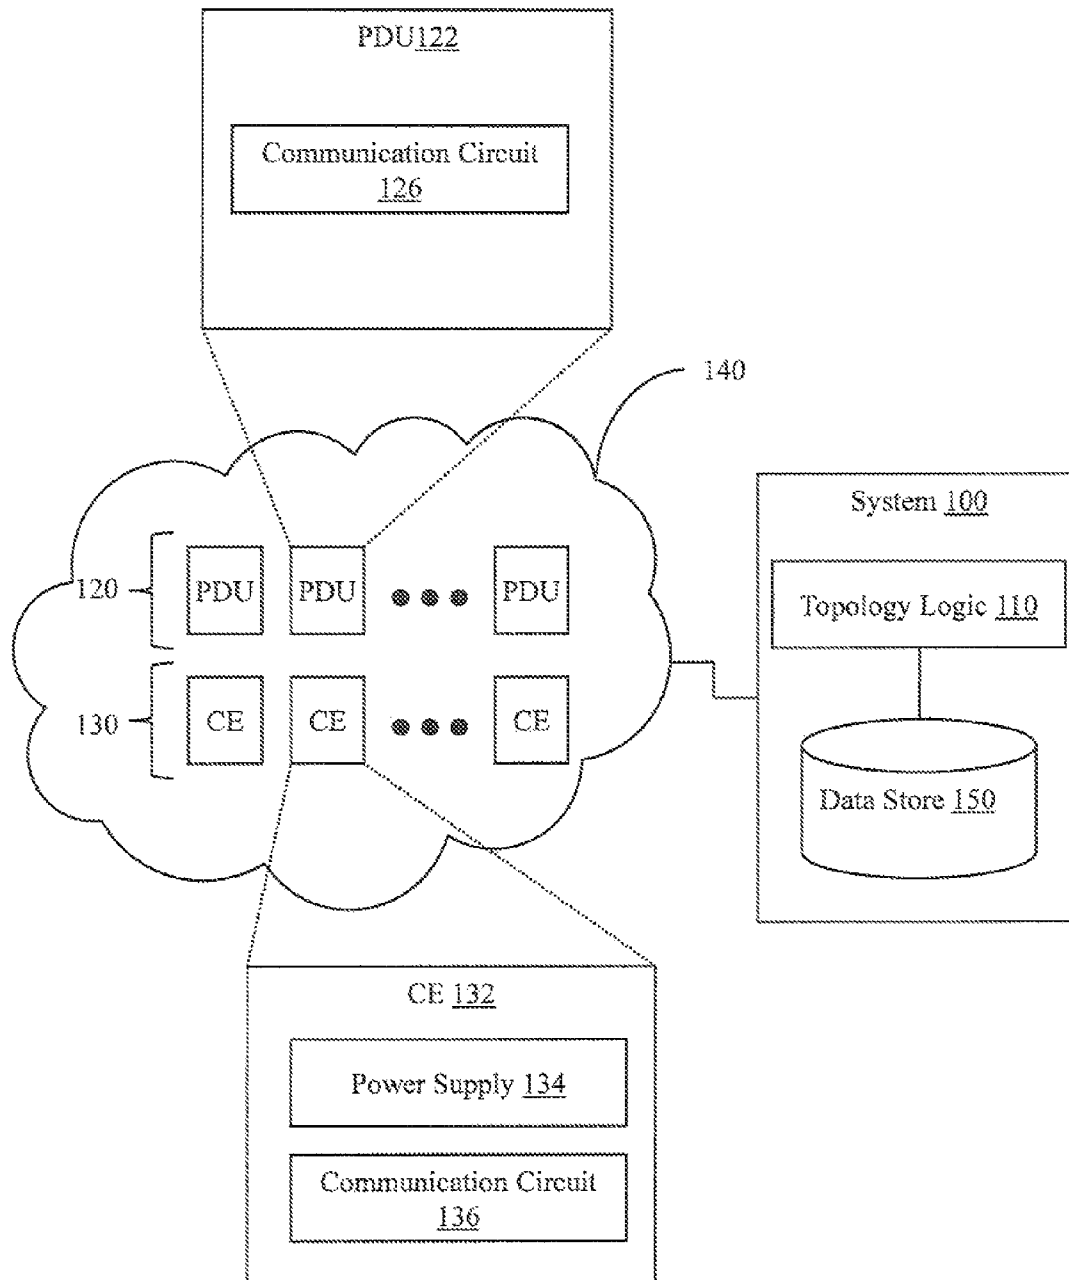 PDU122
Communication Circuit
126
140
System 100
120
PDU
PDU
PDU
Topology Logic 110
130
CE
CE
CE
Data Store 150
CE 132
Power Supply 134
Communication Circuit
136